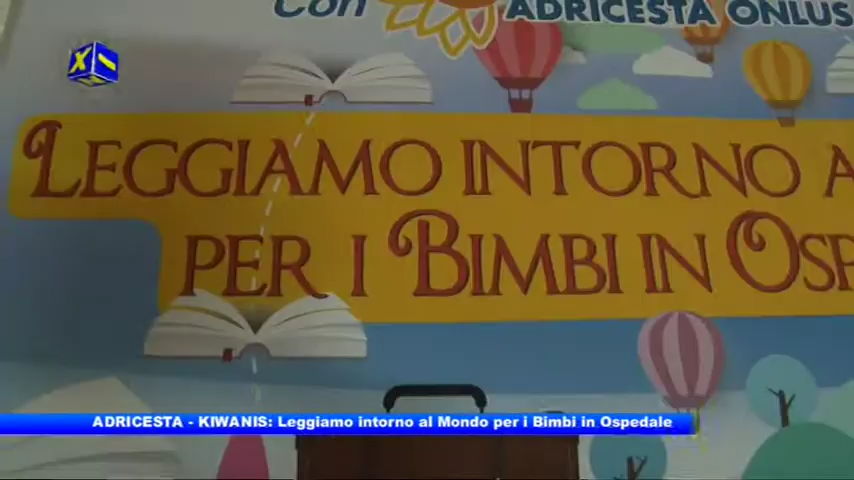 Con ADRICESTA ONLUS
LEGGIAMO INTORNO A
PER I BIMBI IN OSP
ADRICESTA - KIWANIS: Leggiamo intorno al Mondo per i Bimbi in Ospedale